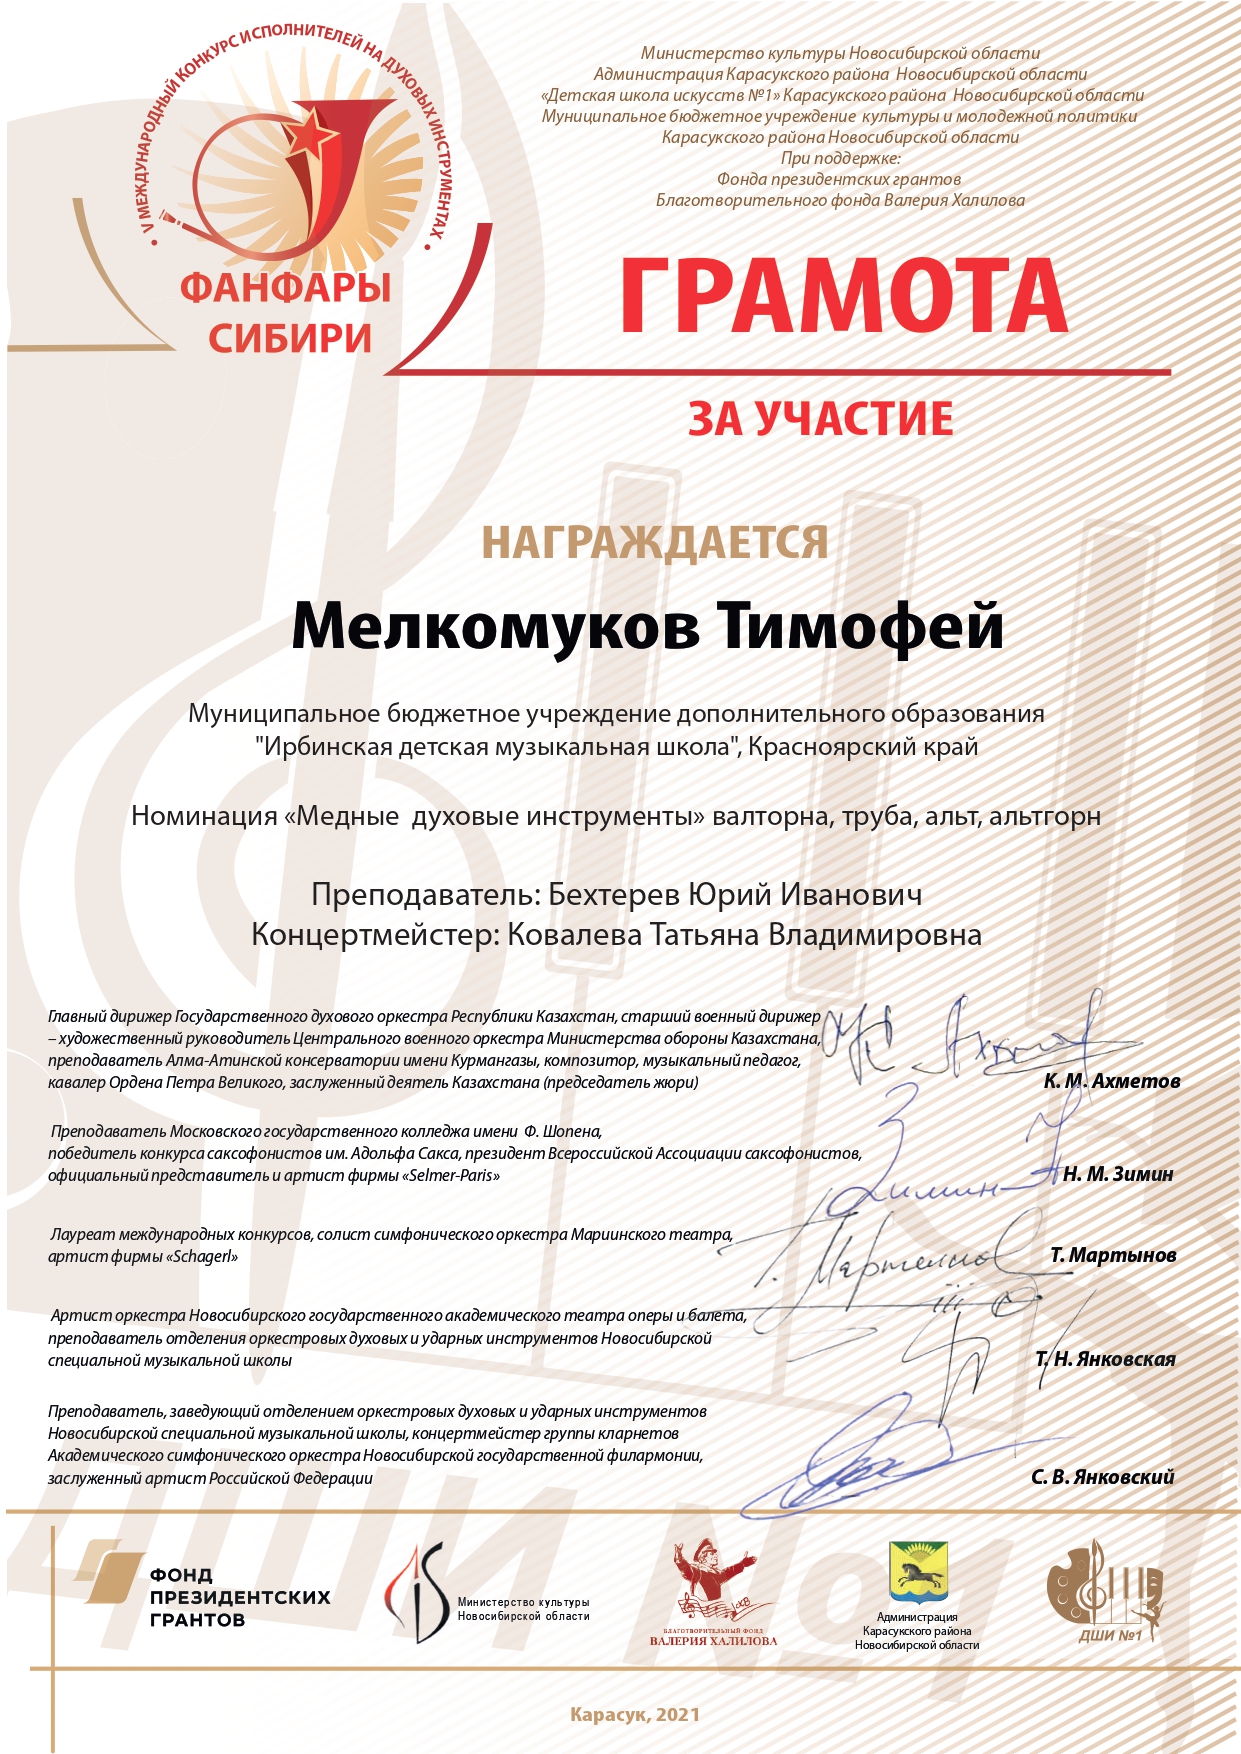 V МЕЖДУНАРОДНЫЙ КОНКУРС ИСПОЛНИТЕЛЕЙ НА ДУХОВЫХ ИНСТРУМЕНТАХ
ФАНФАРЫ
СИБИРИ
Министерство культуры Новосибирской области
Администрация Карасукского района Новосибирской области
«Детская школа искусств №1» Карасукского района Новосибирской области
Муниципальное бюджетное учреждение культуры и молодежной политики
Карасукского района Новосибирской области
При поддержке:
Фонда президентских грантов
Благотворительного фонда Валерия Халилова
ГРАМОТА
ЗА УЧАСТИЕ
НАГРАЖДАЕТСЯ
Мелкомуков Тимофей
Муниципальное бюджетное учреждение дополнительного образования
"Ирбинская детская музыкальная школа", Красноярский край
Номинация «Медные духовые инструменты» валторна, труба, альт, альтгорн
Преподаватель: Бехтерев Юрий Иванович
Концертмейстер: Ковалева Татьяна Владимировна
Главный дирижер Государственного духового оркестра Республики Казахстан, старший военный дирижер
– художественный руководитель Центрального военного оркестра Министерства обороны Казахстана,
преподаватель Алма-Атинской консерватории имени Курмангазы, композитор, музыкальный педагог,
кавалер Ордена Петра Великого, заслуженный деятель Казахстана (председатель жюри)
К. М. Ахметов
Преподаватель Московского государственного колледжа имени Ф. Шопена,
победитель конкурса саксофонистов им. Адольфа Сакса, президент Всероссийской Ассоциации саксофонистов,
официальный представитель и артист фирмы «Selmer-Paris»
Н. М. Зимин
Лауреат международных конкурсов, солист симфонического оркестра Мариинского театра,
артист фирмы «Schagerl»
Т. Мартынов
Артист оркестра Новосибирского государственного академического театра оперы и балета,
преподаватель отделения оркестровых духовых и ударных инструментов Новосибирской
специальной музыкальной школы
Т. Н. Янковская
Преподаватель, заведующий отделением оркестровых духовых и ударных инструментов
Новосибирской специальной музыкальной школы, концертмейстер группы кларнетов
Академического симфонического оркестра Новосибирской государственной филармонии,
заслуженный артист Российской Федерации
С. В. Янковский
ФОНД
ПРЕЗИДЕНТСКИХ
ГРАНТОВ
Министерство культуры
Новосибирской области
БЛАГОТВОРИТЕЛЬНЫЙ ФОНД
ВАЛЕРИЯ ХАЛИЛОВА
Администрация
Карасукского района
Новосибирской области
ДШИ №1
ДШИ №1
Карасук, 2021